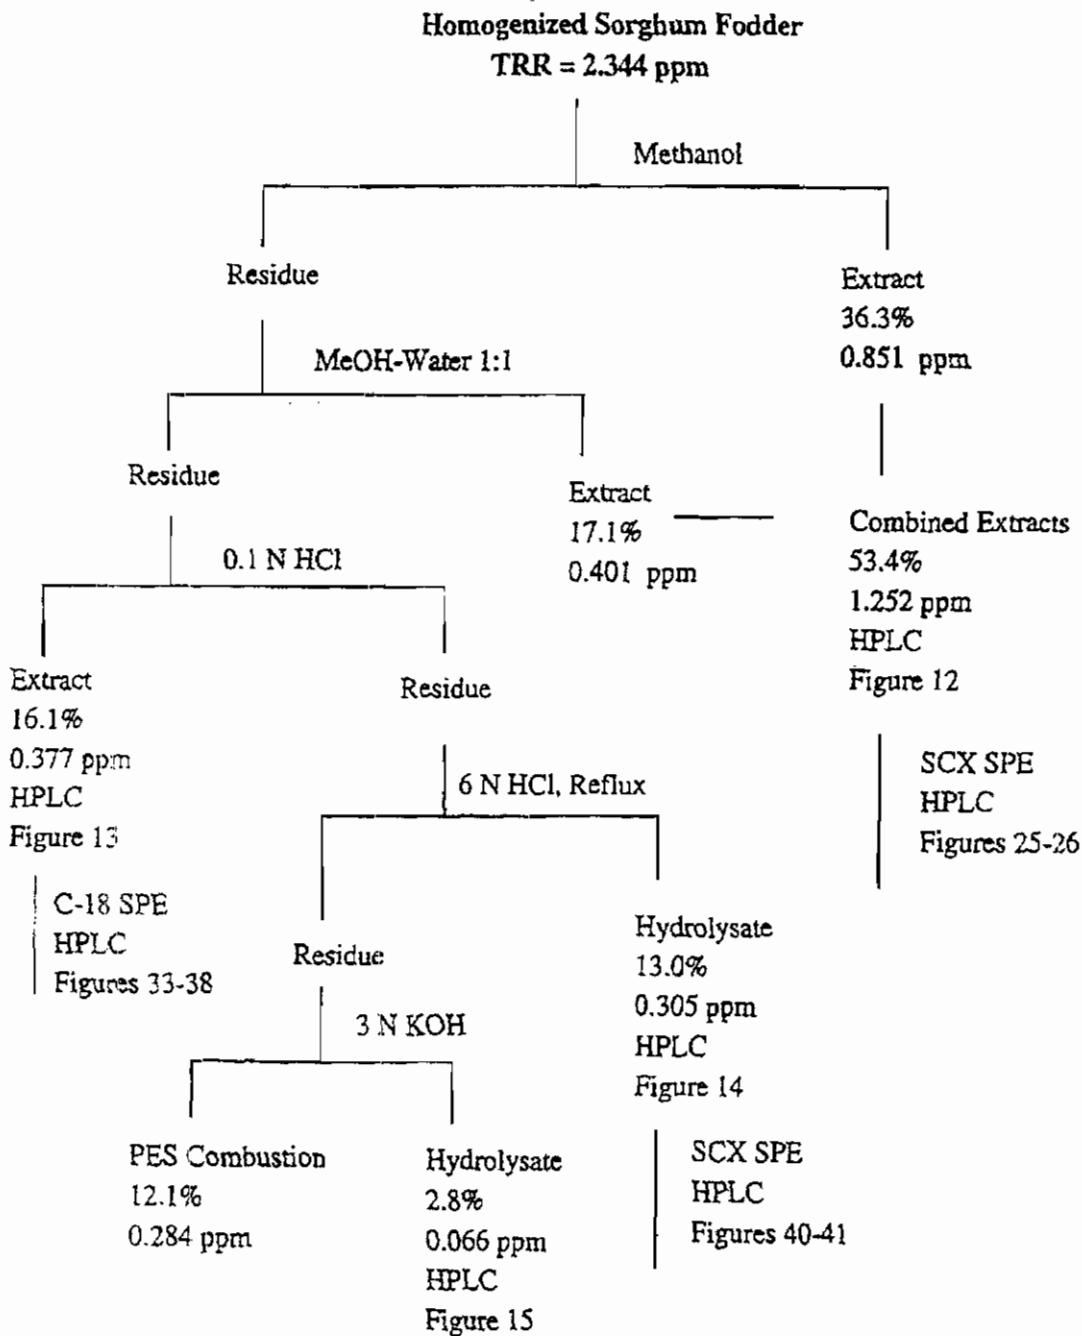 Homogenized Sorghum Fodder
TRR = 2.344 ppm
Methanol
Residue
Extract
36.3%
0.851 ppm
MeOH-Water 1:1
Residue
Extract
17.1%
0.401 ppm
Combined Extracts
53.4%
1.252 ppm
HPLC
Figure 12
0.1 N HCl
Extract
16.1%
0.377 ppm
HPLC
Figure 13
Residue
SCX SPE
HPLC
Figures 25-26
6 N HCl, Reflux
C-18 SPE
HPLC
Figures 33-38
Residue
Hydrolysate
13.0%
0.305 ppm
HPLC
Figure 14
3 N KOH
PES Combustion
12.1%
0.284 ppm
Hydrolysate
2.8%
0.066 ppm
HPLC
Figure 15
SCX SPE
HPLC
Figures 40-41